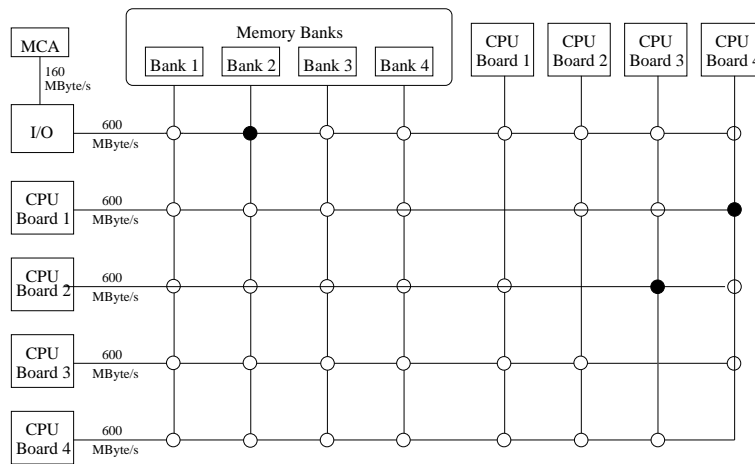 Memory Banks
MCA
Bank 1
Bank 2
Bank 3
Bank 4
CPU
Board 1
CPU
Board 2
CPU
Board 3
CPU
Board 4
160
MByte/s
I/O
600
MByte/s
CPU
Board 1
600
MByte/s
CPU
Board 2
600
MByte/s
CPU
Board 3
600
MByte/s
CPU
Board 4
600
MByte/s